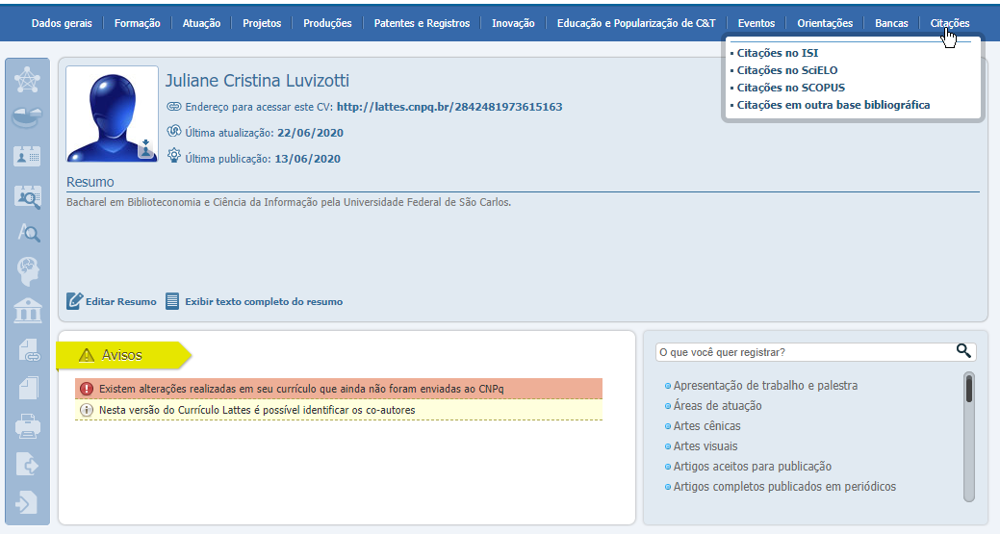 Dados gerais Formação Atuação Projetos Produções Patentes e Registros Inovação Educação e Popularização de C&T Eventos Orientações Bancas Citações
Citações no ISI
Citações no SciELO
Citações no SCOPUS
Citações em outra base bibliográfica
Juliane Cristina Luvizotti
Endereço para acessar este CV: http://lattes.cnpq.br/2842481973615163
Última atualização: 22/06/2020
Última publicação: 13/06/2020
Resumo
Bacharel em Biblioteconomia e Ciência da Informação pela Universidade Federal de São Carlos.
Editar Resumo Exibir texto completo do resumo
Avisos
Existem alterações realizadas em seu currículo que ainda não foram enviadas ao CNPq
Nesta versão do Currículo Lattes é possível identificar os co-autores
O que você quer registrar?
Apresentação de trabalho e palestra
Áreas de atuação
Artes cênicas
Artes visuais
Artigos aceitos para publicação
Artigos completos publicados em periódicos